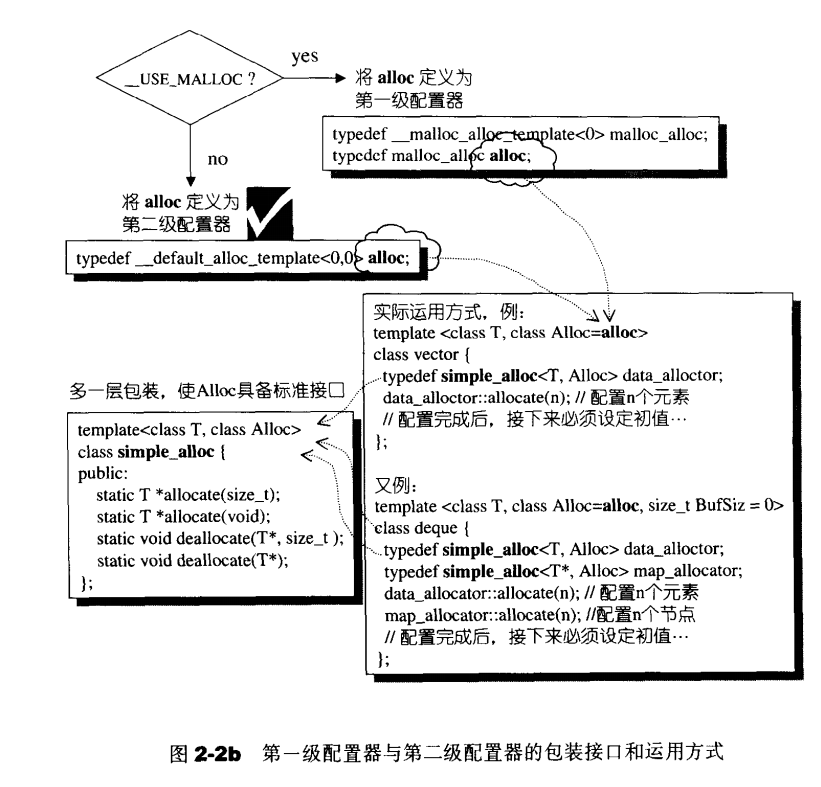 __USE_MALLOC ?
yes
将 alloc 定义为
第一级配置器
typedef __malloc_alloc_template<0> malloc_alloc;
typedef malloc_alloc alloc;
no
将 alloc 定义为
第二级配置器
typedef __default_alloc_template<0,0> alloc;
多一层包装，使Alloc具备标准接口
template<class T, class Alloc>
class simple_alloc {
public:
static T *allocate(size_t);
static T *allocate(void);
static void deallocate(T*, size_t );
static void deallocate(T*);
};
实际运用方式，例：
template <class T, class Alloc=alloc>
class vector {
typedef simple_alloc<T, Alloc> data_alloctor;
data_alloctor::allocate(n); // 配置n个元素
// 配置完成后，接下来必须设定初值…
};
又例：
template <class T, class Alloc=alloc, size_t BufSiz = 0>
class deque {
typedef simple_alloc<T, Alloc> data_alloctor;
typedef simple_alloc<T*, Alloc> map_allocator;
data_allocator::allocate(n); // 配置n个元素
map_allocator::allocate(n); //配置n个节点
// 配置完成后，接下来必须设定初值…
};
图 2-2b 第一级配置器与第二级配置器的包装接口和运用方式